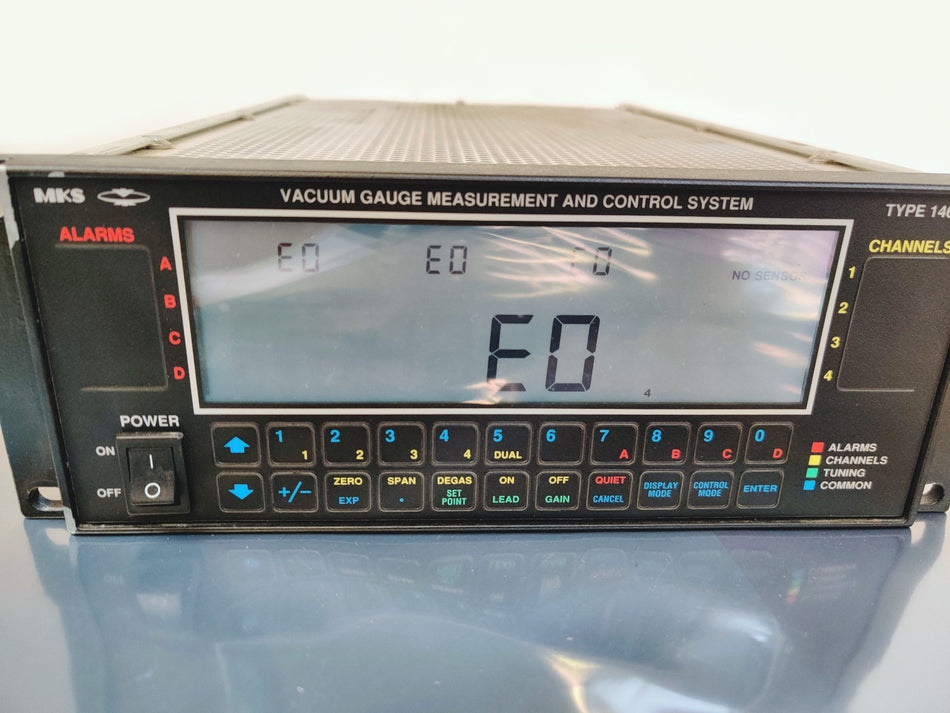 MKS
VACUUM GAUGE MEASUREMENT AND CONTROL SYSTEM
TYPE 146
ALARMS
CHANNELS
A
B
C
D
E0 E0 E0
NO SENSOR
E0
4
1
2
3
4
POWER
ON
OFF
1 1
2 2
3 3
4 4
5 DUAL
6
7 A
8 B
9 C
0 D
+/−
ZERO
EXP
SPAN
.
DEGAS
SET
POINT
ON
LEAD
OFF
GAIN
QUIET
CANCEL
DISPLAY
MODE
CONTROL
MODE
ENTER
ALARMS
CHANNELS
TUNING
COMMON